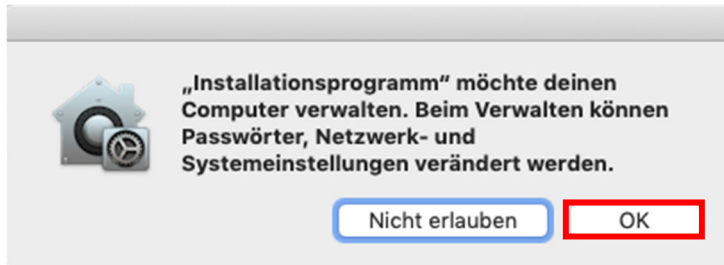 „Installationsprogramm“ möchte deinen
Computer verwalten. Beim Verwalten können
Passwörter, Netzwerk- und
Systemeinstellungen verändert werden.
Nicht erlauben
OK